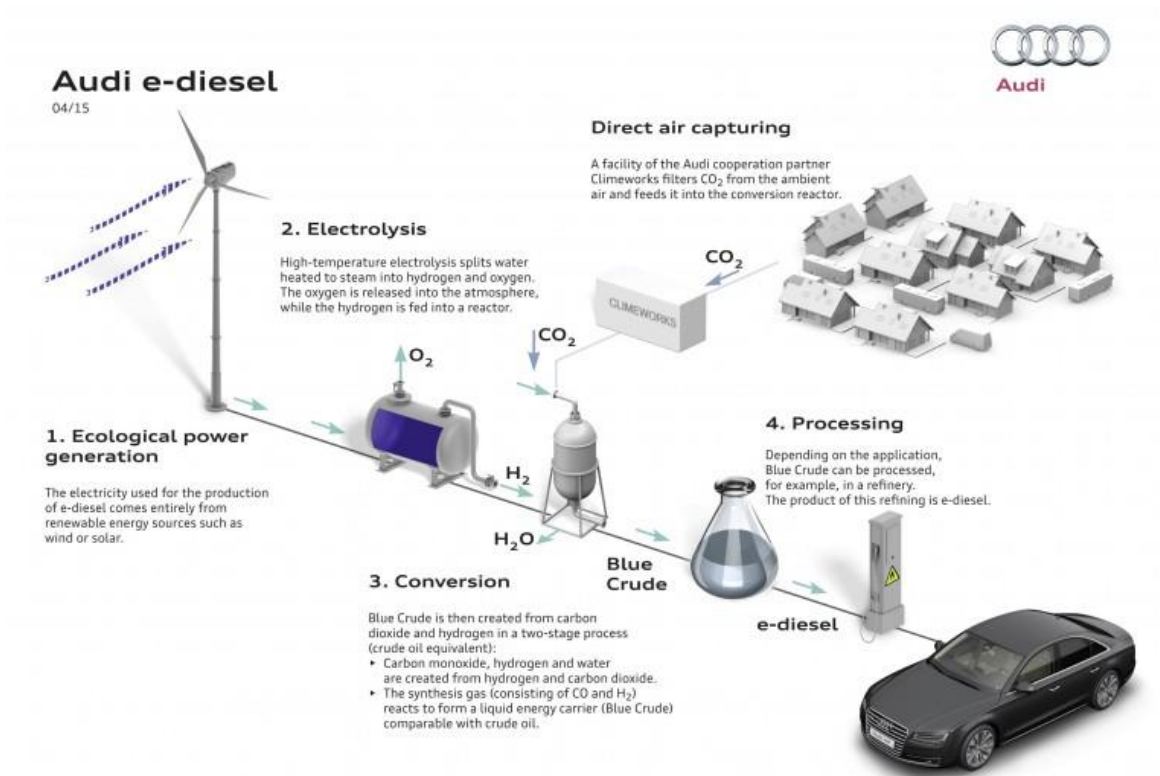 Audi e-diesel
04/15
Audi
Direct air capturing
A facility of the Audi cooperation partner
Climeworks filters CO₂ from the ambient
air and feeds it into the conversion reactor.
2. Electrolysis
High-temperature electrolysis splits water
heated to steam into hydrogen and oxygen.
The oxygen is released into the atmosphere,
while the hydrogen is fed into a reactor.
CO₂
CLIMEWORKS
CO₂
O₂
1. Ecological power
generation
The electricity used for the production
of e-diesel comes entirely from
renewable energy sources such as
wind or solar.
H₂
H₂O
4. Processing
Depending on the application,
Blue Crude can be processed,
for example, in a refinery.
The product of this refining is e-diesel.
Blue
Crude
3. Conversion
Blue Crude is then created from carbon
dioxide and hydrogen in a two-stage process
(crude oil equivalent):
‣ Carbon monoxide, hydrogen and water
are created from hydrogen and carbon dioxide.
‣ The synthesis gas (consisting of CO and H₂)
reacts to form a liquid energy carrier (Blue Crude)
comparable with crude oil.
e-diesel